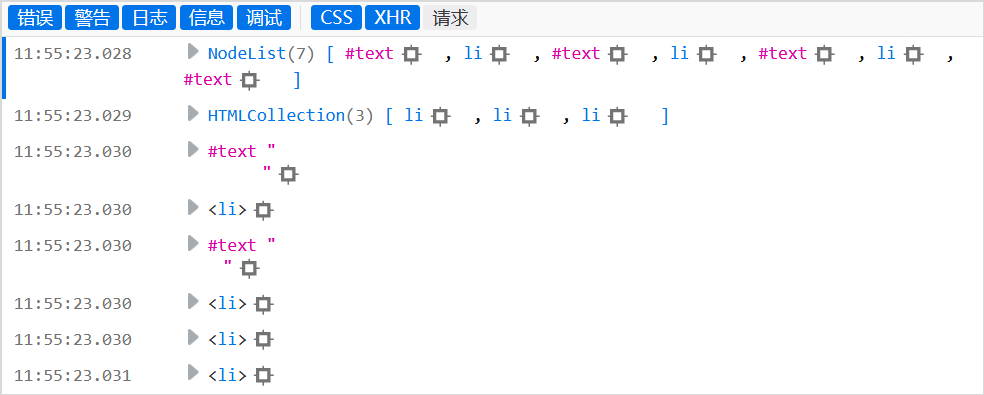 错误 警告 日志 信息 调试 CSS XHR 请求
11:55:23.028 NodeList(7) [ #text , li , #text , li , #text , li ,
#text ]
11:55:23.029 HTMLCollection(3) [ li , li , li ]
11:55:23.030 #text "
"
11:55:23.030 <li>
11:55:23.030 #text "
"
11:55:23.030 <li>
11:55:23.030 <li>
11:55:23.031 <li>